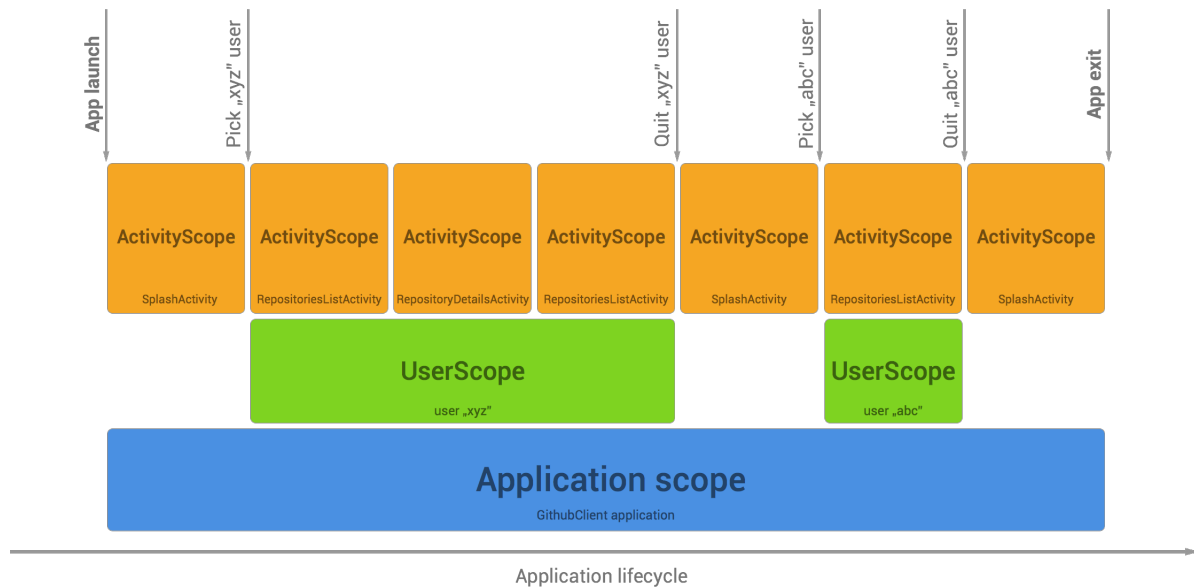 App launch
Pick „xyz” user
Quit „xyz” user
Pick „abc” user
Quit „abc” user
App exit
ActivityScope
SplashActivity
ActivityScope
RepositoriesListActivity
ActivityScope
RepositoryDetailsActivity
ActivityScope
RepositoriesListActivity
ActivityScope
SplashActivity
ActivityScope
RepositoriesListActivity
ActivityScope
SplashActivity
UserScope
user „xyz”
UserScope
user „abc”
Application scope
GithubClient application
Application lifecycle